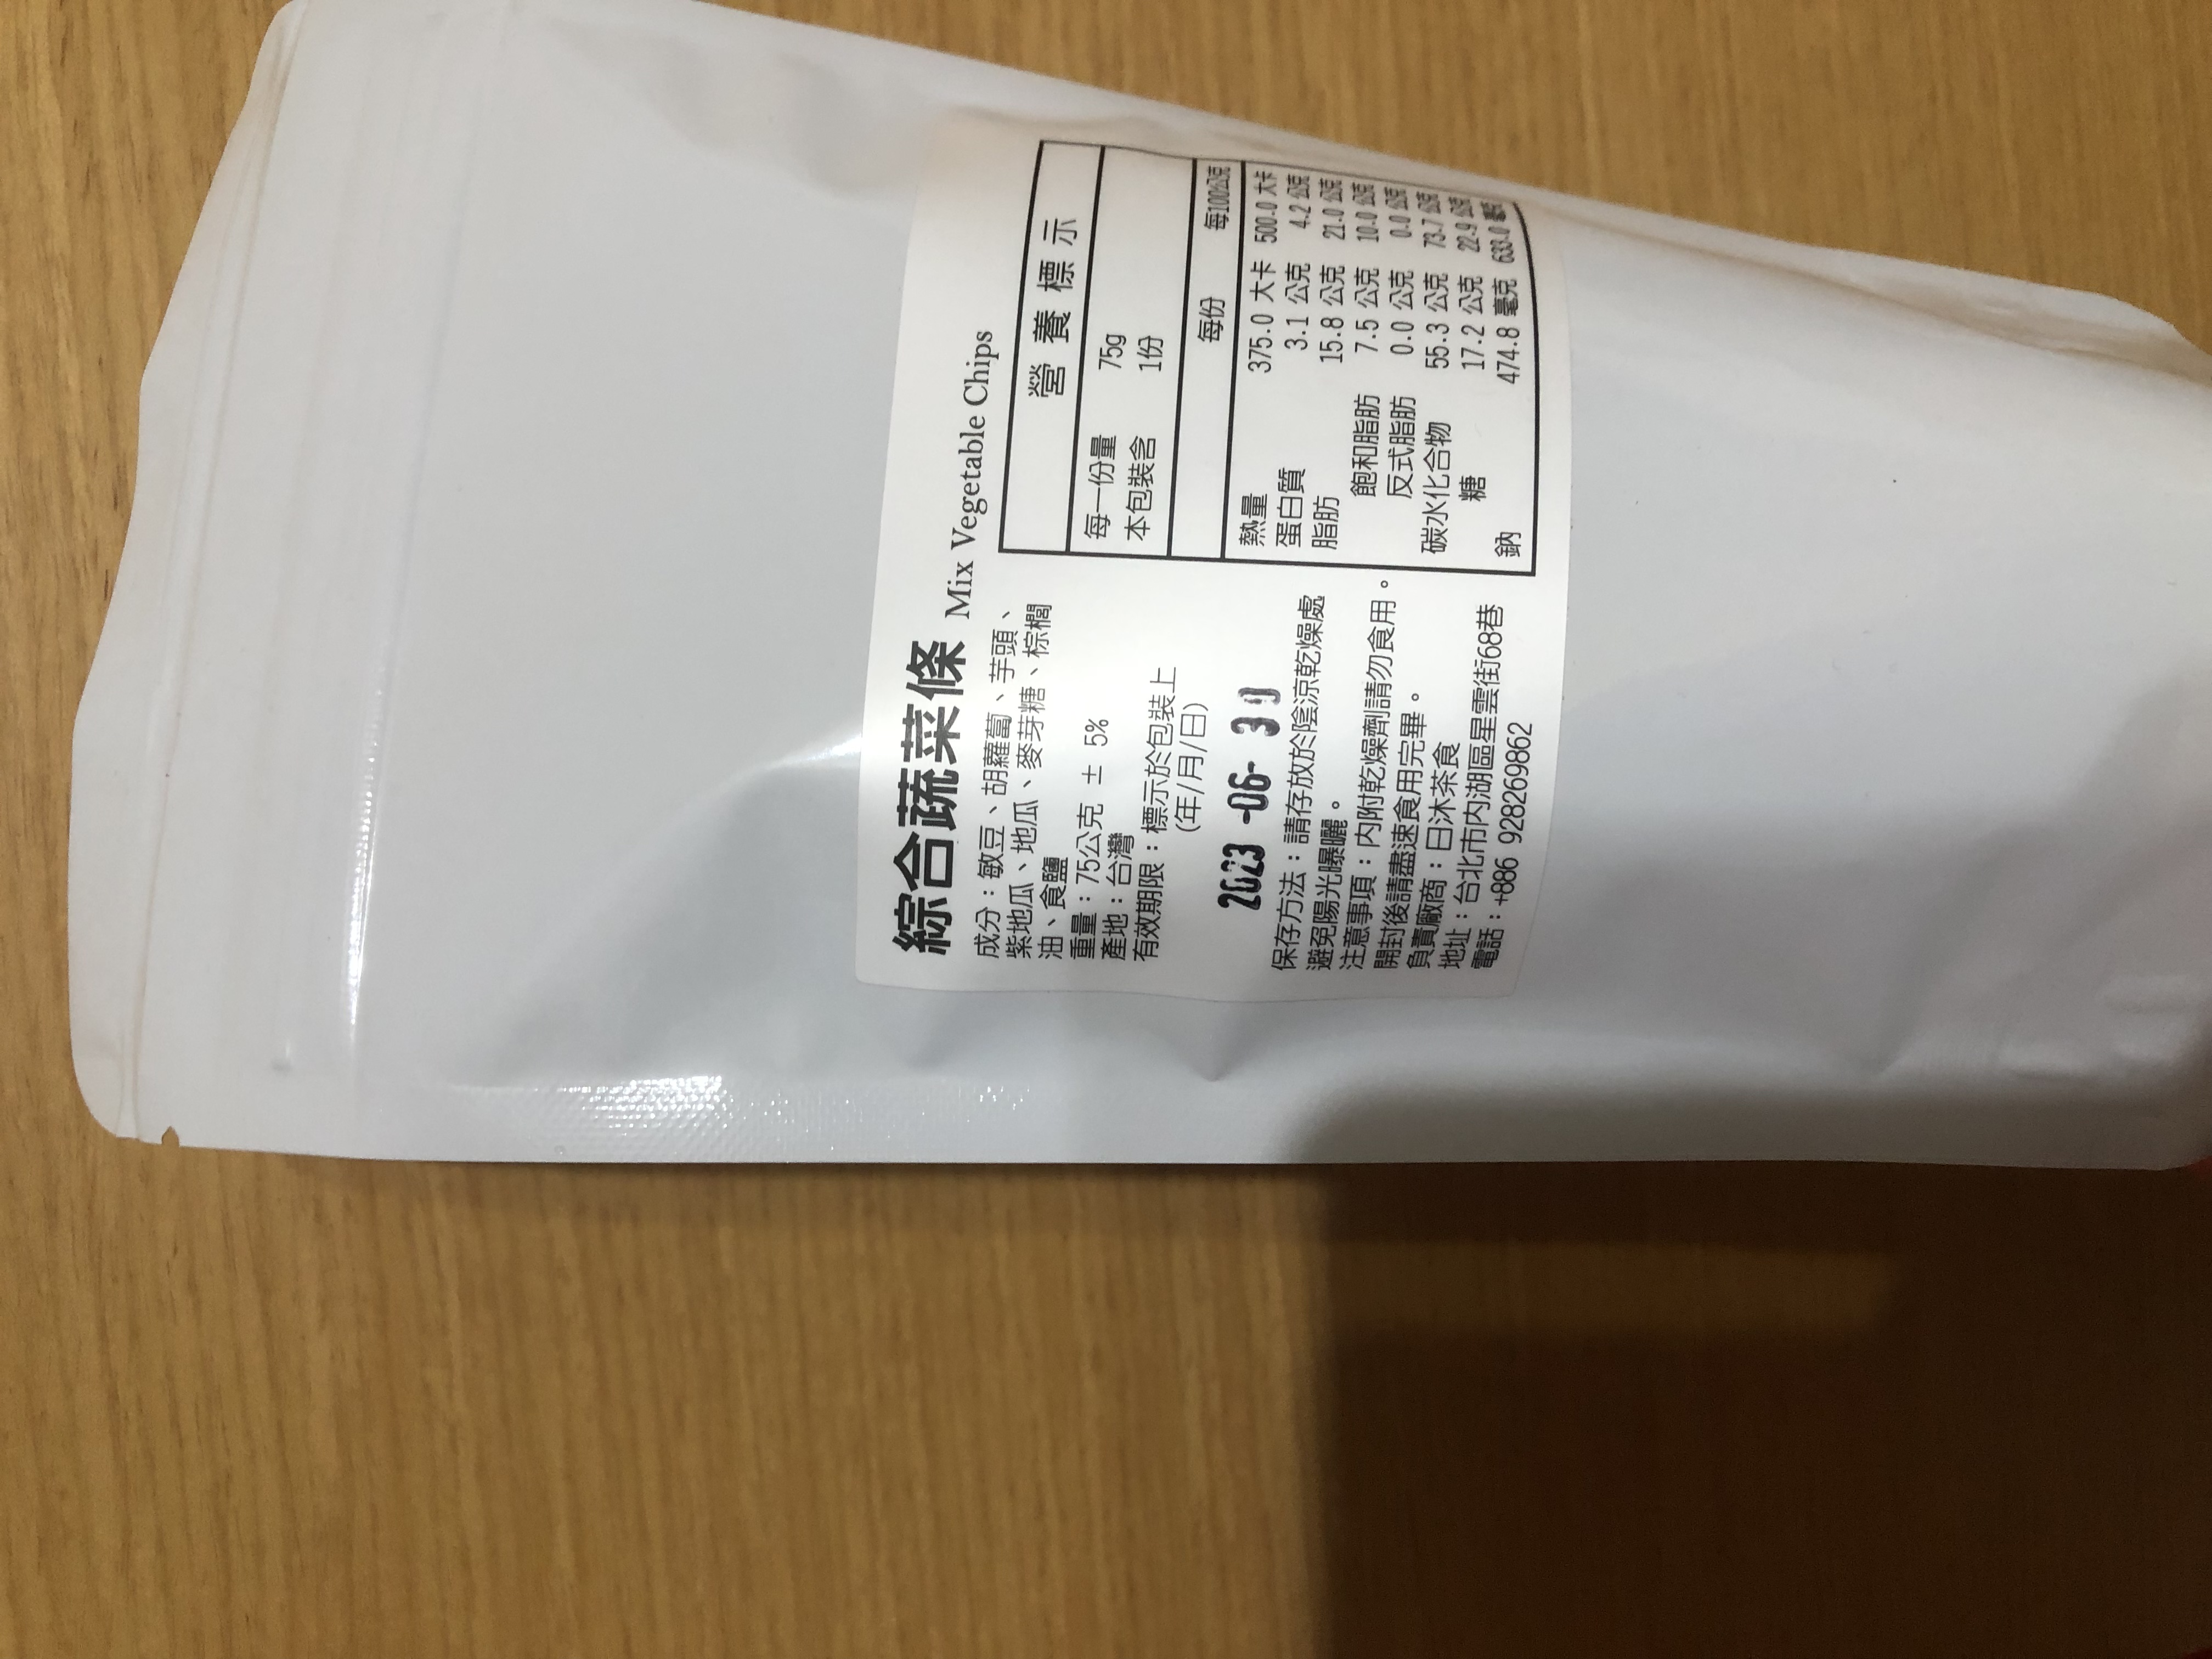 綜合蔬菜條 Mix Vegetable Chips
成分：敏豆、胡蘿蔔、芋頭、
紫地瓜、地瓜、麥芽糖、棕櫚
油、食鹽
重量：75公克 ± 5%
產地：台灣
有效期限：標示於包裝上
(年/月/日)
2023 -06- 30
保存方法：請存放於陰涼乾燥處
避免陽光曝曬。
注意事項：內附乾燥劑請勿食用。
開封後請盡速食用完畢。
負責廠商：日沐茶食
地址：台北市內湖區星雲街68巷
電話：+886 928269862
營養標示
每一份量 75g
本包裝含 1份
每份 每100公克
熱量 375.0 大卡 500.0 大卡
蛋白質 3.1 公克 4.2 公克
脂肪 15.8 公克 21.0 公克
飽和脂肪 7.5 公克 10.0 公克
反式脂肪 0.0 公克 0.0 公克
碳水化合物 55.3 公克 73.7 公克
糖 17.2 公克 22.9 公克
鈉 474.8 毫克 633.0 毫克